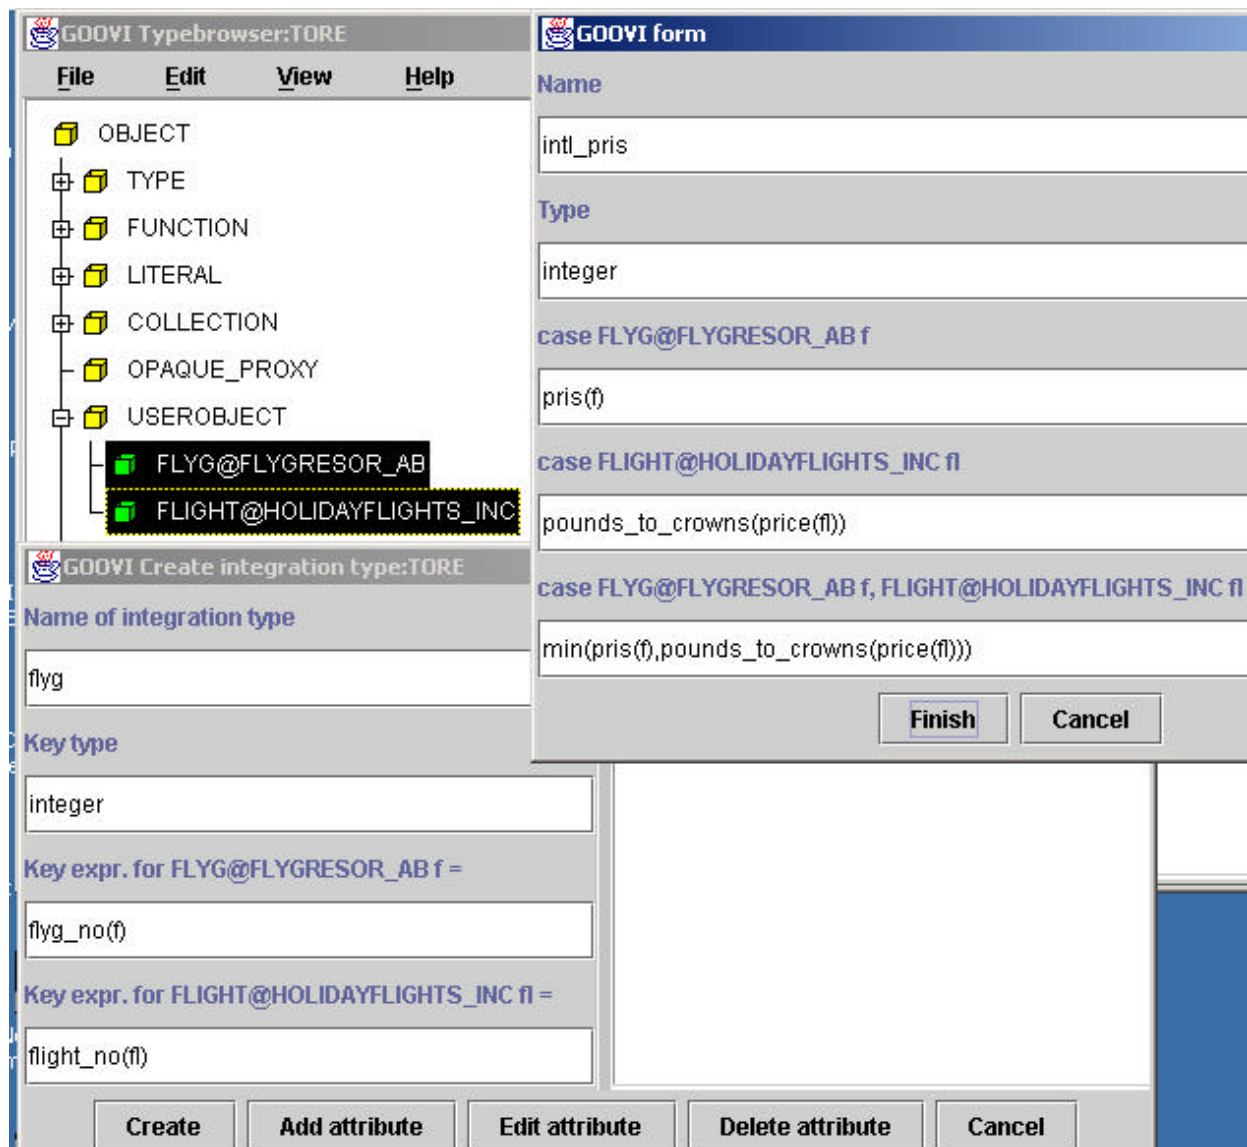 GOOVI Typebrowser:TORE
File Edit View Help
OBJECT
TYPE
FUNCTION
LITERAL
COLLECTION
OPAQUE_PROXY
USEROBJECT
FLYG@FLYGRESOR_AB
FLIGHT@HOLIDAYFLIGHTS_INC
GOOVI form
Name
intl_pris
Type
integer
case FLYG@FLYGRESOR_AB f
pris(f)
case FLIGHT@HOLIDAYFLIGHTS_INC fl
pounds_to_crowns(price(fl))
case FLYG@FLYGRESOR_AB f, FLIGHT@HOLIDAYFLIGHTS_INC fl
min(pris(f),pounds_to_crowns(price(fl)))
Finish Cancel
GOOVI Create integration type:TORE
Name of integration type
flyg
Key type
integer
Key expr. for FLYG@FLYGRESOR_AB f =
flyg_no(f)
Key expr. for FLIGHT@HOLIDAYFLIGHTS_INC fl =
flight_no(fl)
Create Add attribute Edit attribute Delete attribute Cancel